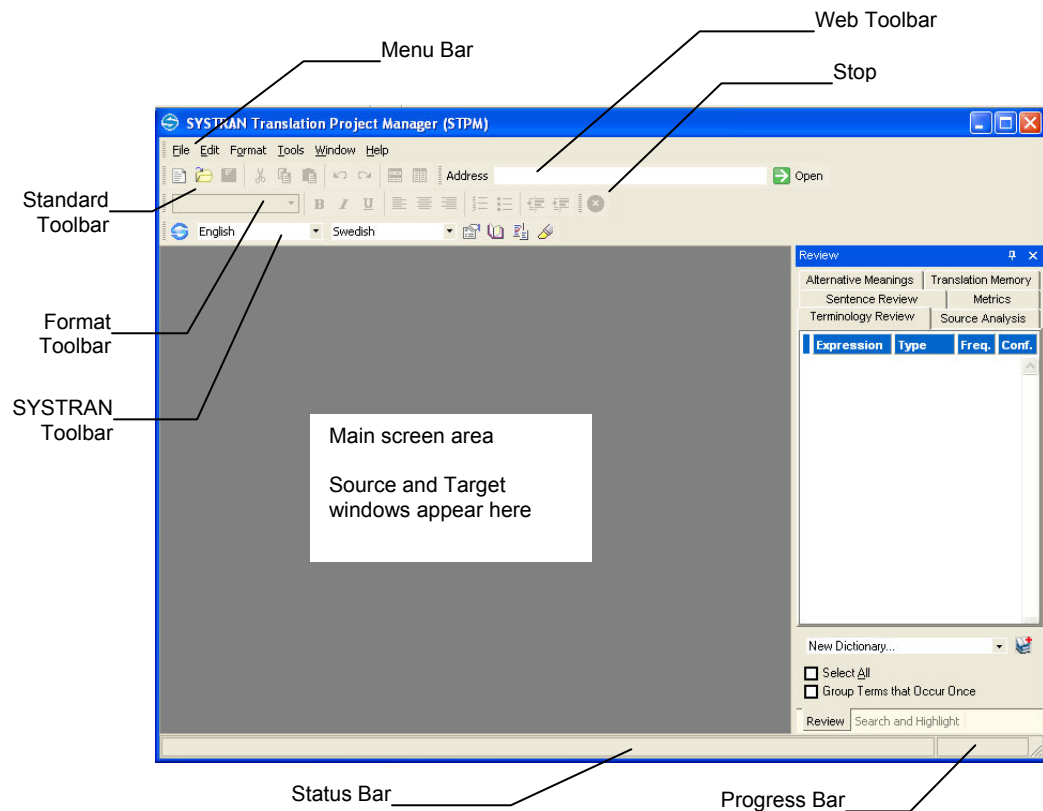 Web Toolbar
Menu Bar
Stop
SYSTRAN Translation Project Manager (STPM)
File Edit Format Tools Window Help
Address Open
Standard
Toolbar
B I U
English Swedish
Review
Alternative Meanings Translation Memory
Sentence Review Metrics
Terminology Review Source Analysis
Format
Toolbar
Expression Type Freq. Conf.
SYSTRAN
Toolbar
Main screen area
Source and Target
windows appear here
New Dictionary...
Select All
Group Terms that Occur Once
Review Search and Highlight
Status Bar
Progress Bar